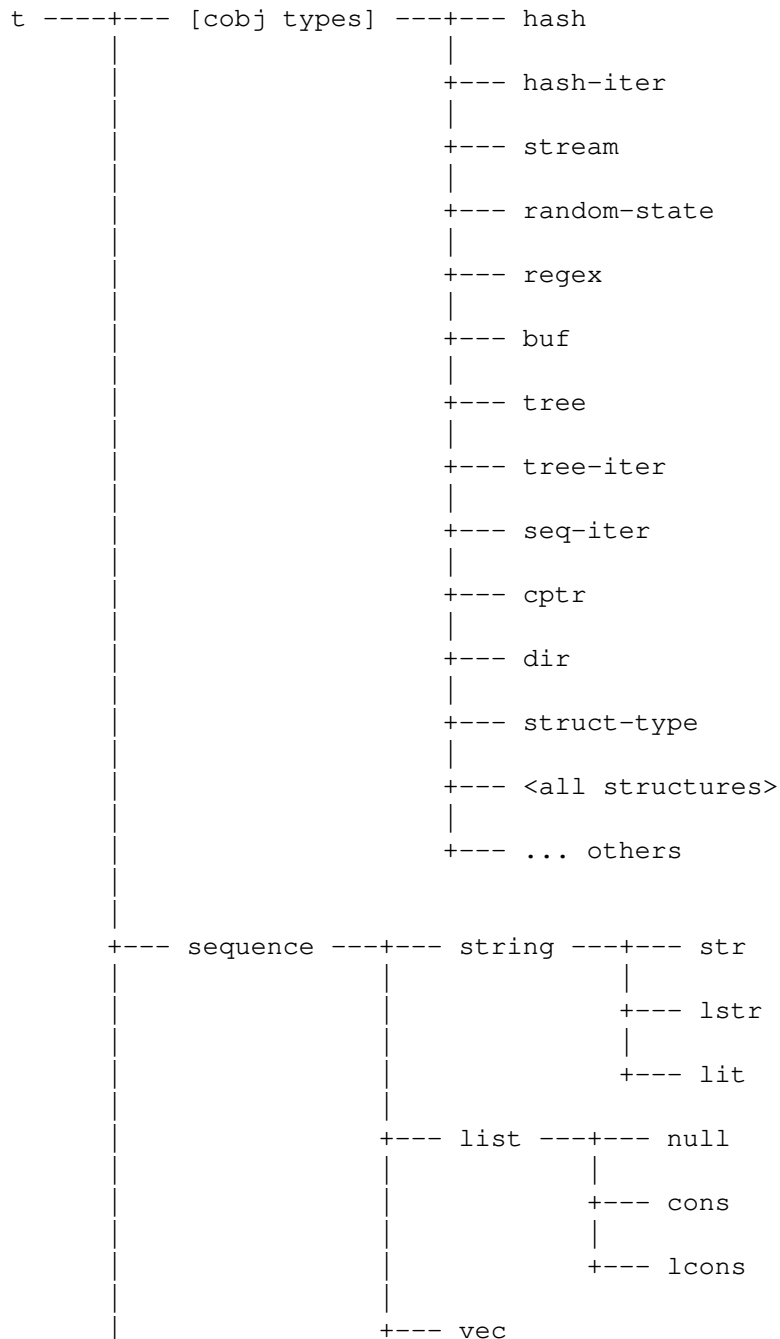 t ----+--- [cobj types] ---+--- hash
      |                    |
      |                    +--- hash-iter
      |                    |
      |                    +--- stream
      |                    |
      |                    +--- random-state
      |                    |
      |                    +--- regex
      |                    |
      |                    +--- buf
      |                    |
      |                    +--- tree
      |                    |
      |                    +--- tree-iter
      |                    |
      |                    +--- seq-iter
      |                    |
      |                    +--- cptr
      |                    |
      |                    +--- dir
      |                    |
      |                    +--- struct-type
      |                    |
      |                    +--- <all structures>
      |                    |
      |                    +--- ... others
      |
      |
      +--- sequence ---+--- string ---+--- str
      |                |              |
      |                |              +--- lstr
      |                |              |
      |                |              +--- lit
      |                |
      |                +--- list ---+--- null
      |                |            |
      |                |            +--- cons
      |                |            |
      |                |            +--- lcons
      |                |
      |                +--- vec